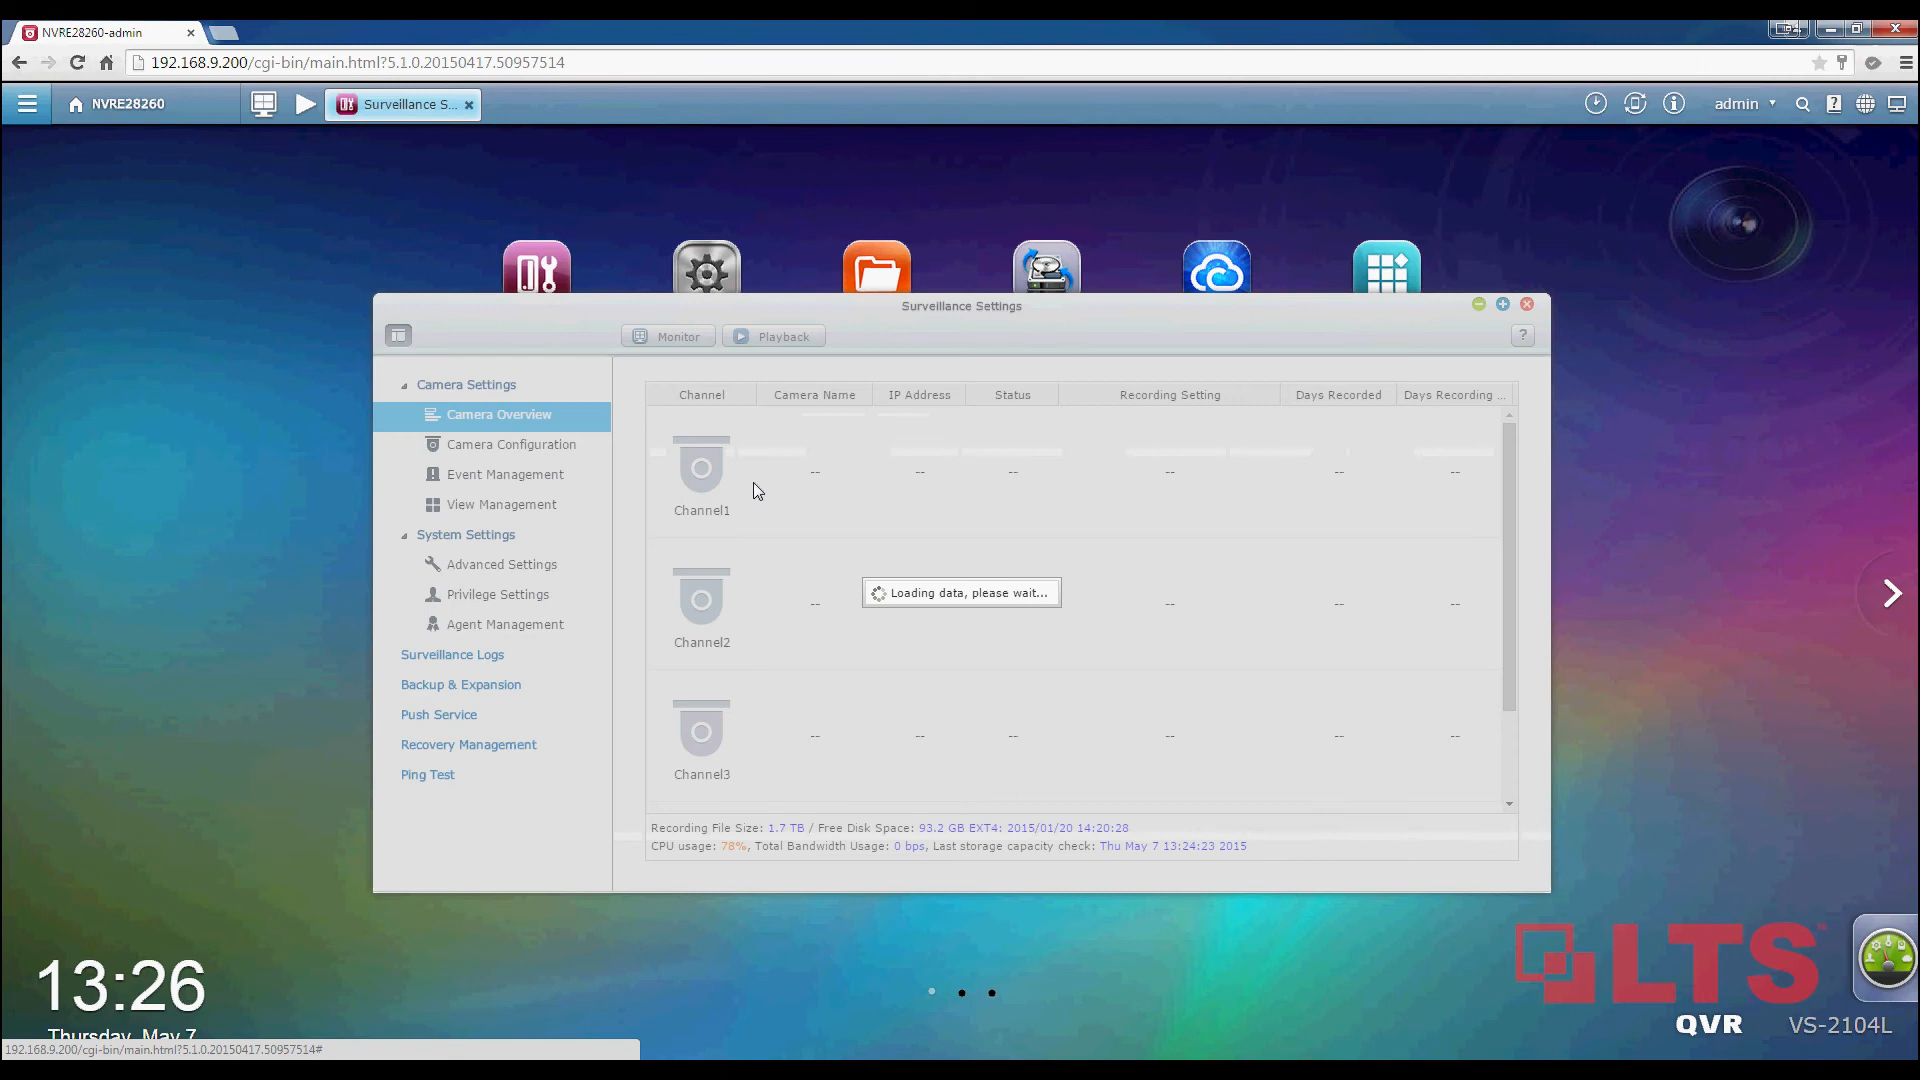 NVRE28260-admin
192.168.9.200/cgi-bin/main.html?5.1.0.20150417.50957514
NVRE28260
Surveillance S...
admin
Surveillance Settings
Monitor
Playback
?
Camera Settings
Camera Overview
Camera Configuration
Event Management
View Management
System Settings
Advanced Settings
Privilege Settings
Agent Management
Surveillance Logs
Backup & Expansion
Push Service
Recovery Management
Ping Test
Channel Camera Name IP Address Status Recording Setting Days Recorded Days Recording ...
-- -- -- -- -- --
Channel1
-- -- -- --
Channel2
Loading data, please wait...
-- -- -- -- -- --
Channel3
Recording File Size: 1.7 TB / Free Disk Space: 93.2 GB EXT4: 2015/01/20 14:20:28
CPU usage: 78%, Total Bandwidth Usage: 0 bps, Last storage capacity check: Thu May 7 13:24:23 2015
13:26
Thursday, May 7
LTS
QVR VS-2104L
192.168.9.200/cgi-bin/main.html?5.1.0.20150417.50957514#